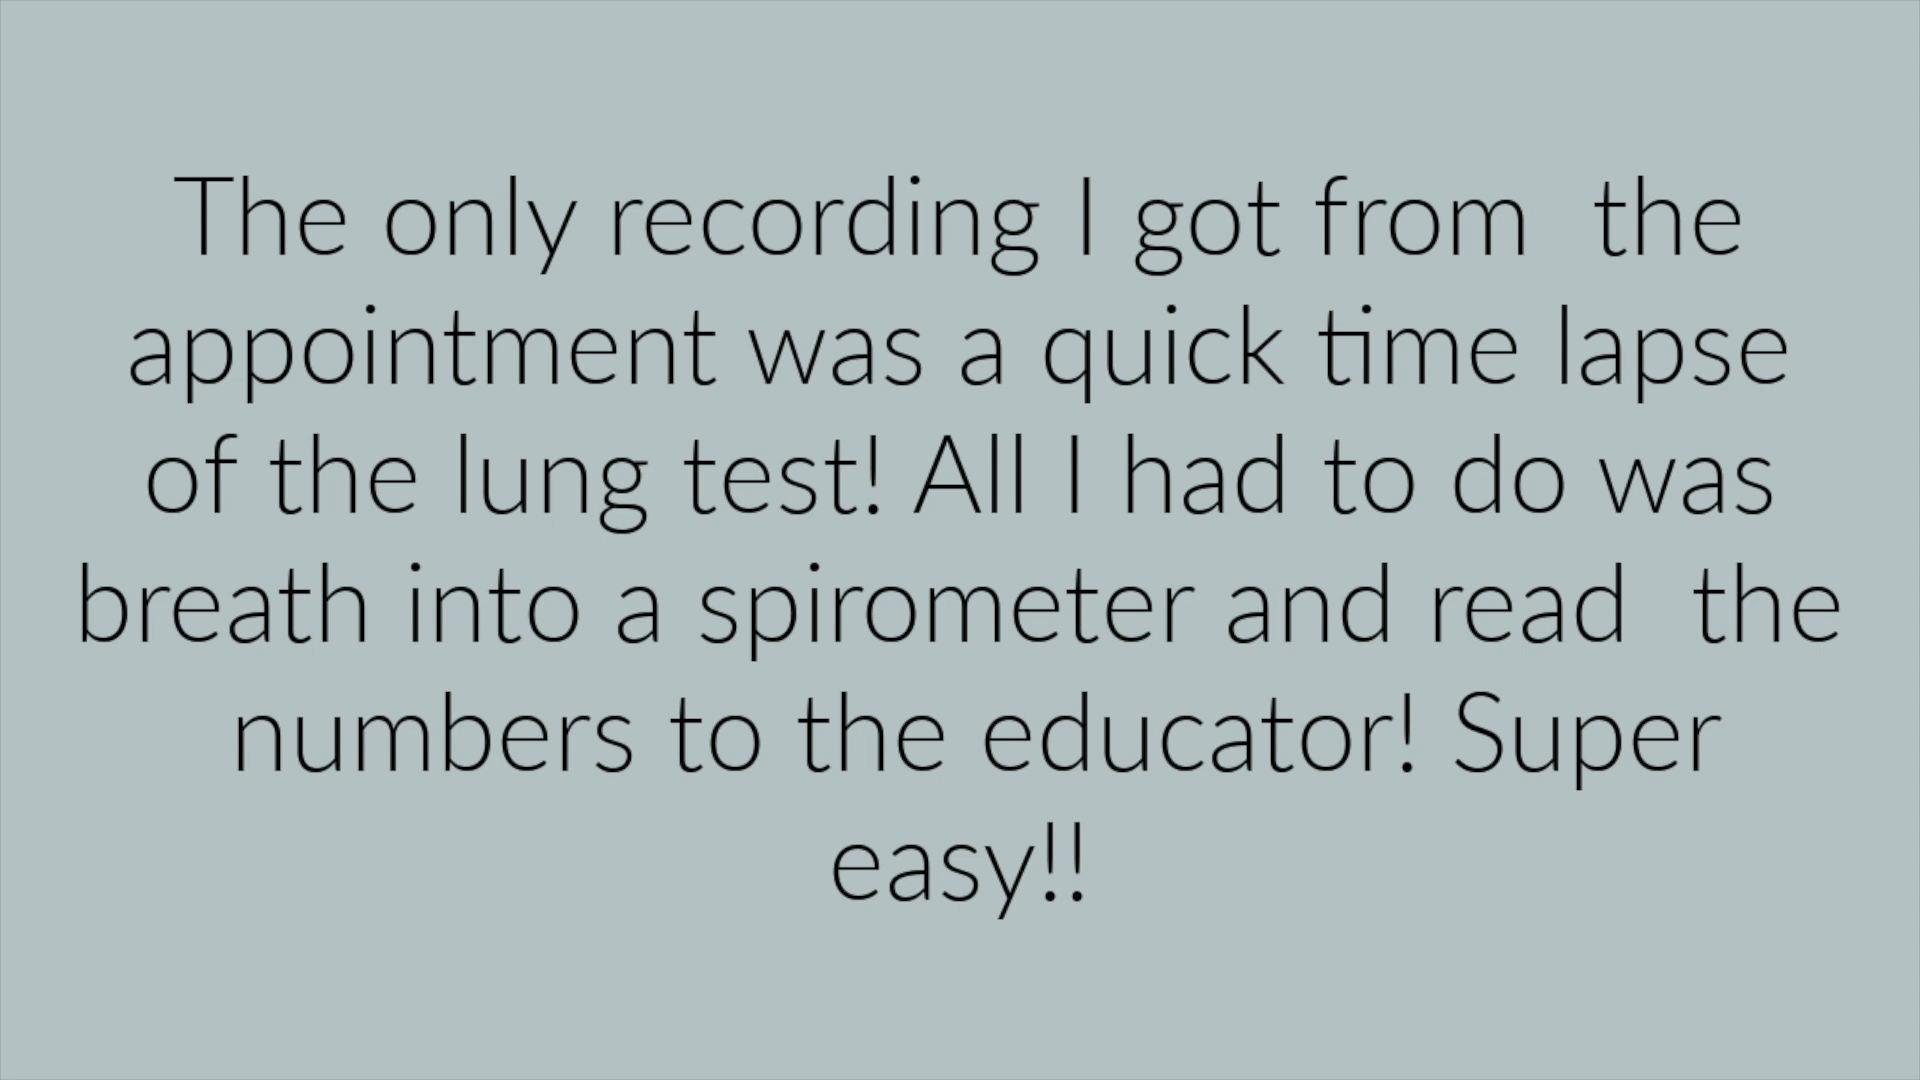 The only recording I got from  the
appointment was a quick time lapse
of the lung test! All I had to do was
breath into a spirometer and read  the
numbers to the educator! Super
easy!!